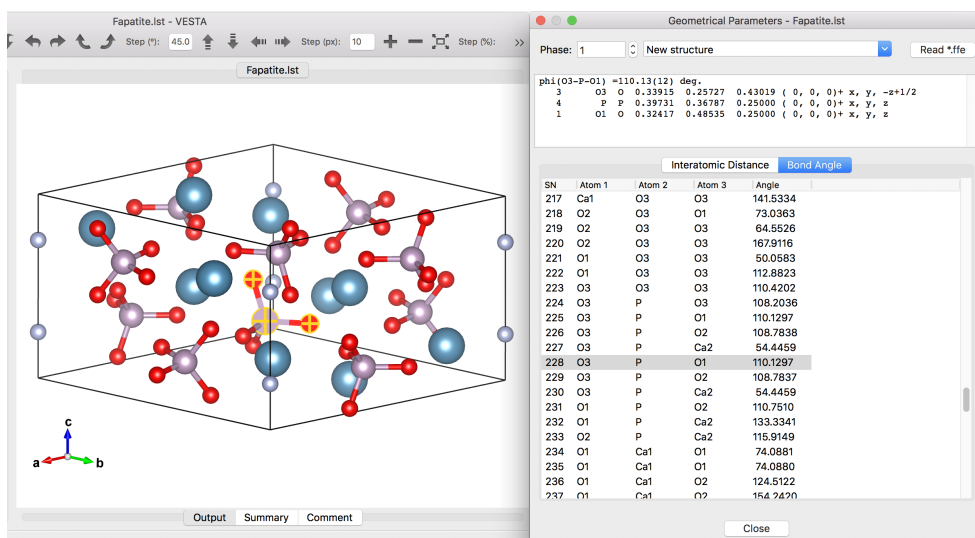 Fapatite.lst - VESTA
Step (°): 45.0 Step (px): 10 Step (%): >>
Fapatite.lst
c
a b
Output Summary Comment
Geometrical Parameters - Fapatite.lst
Phase: 1 New structure Read *.ffe
phi(O3-P-O1) =110.13(12) deg.
3 O3 O 0.33915 0.25727 0.43019 ( 0, 0, 0)+ x, y, -z+1/2
4 P P 0.39731 0.36787 0.25000 ( 0, 0, 0)+ x, y, z
1 O1 O 0.32417 0.48535 0.25000 ( 0, 0, 0)+ x, y, z
Interatomic Distance Bond Angle
SN Atom 1 Atom 2 Atom 3 Angle
217 Ca1 O3 O3 141.5334
218 O2 O3 O1 73.0363
219 O2 O3 O3 64.5526
220 O2 O3 O3 167.9116
221 O1 O3 O3 50.0583
222 O1 O3 O3 112.8823
223 O3 O3 O3 110.4202
224 O3 P O3 108.2036
225 O3 P O1 110.1297
226 O3 P O2 108.7838
227 O3 P Ca2 54.4459
228 O3 P O1 110.1297
229 O3 P O2 108.7837
230 O3 P Ca2 54.4459
231 O1 P O2 110.7510
232 O1 P Ca2 133.3341
233 O2 P Ca2 115.9149
234 O1 Ca1 O1 74.0881
235 O1 Ca1 O1 74.0880
236 O1 Ca1 O2 124.5122
237 O1 Ca1 O2 154.2420
Close